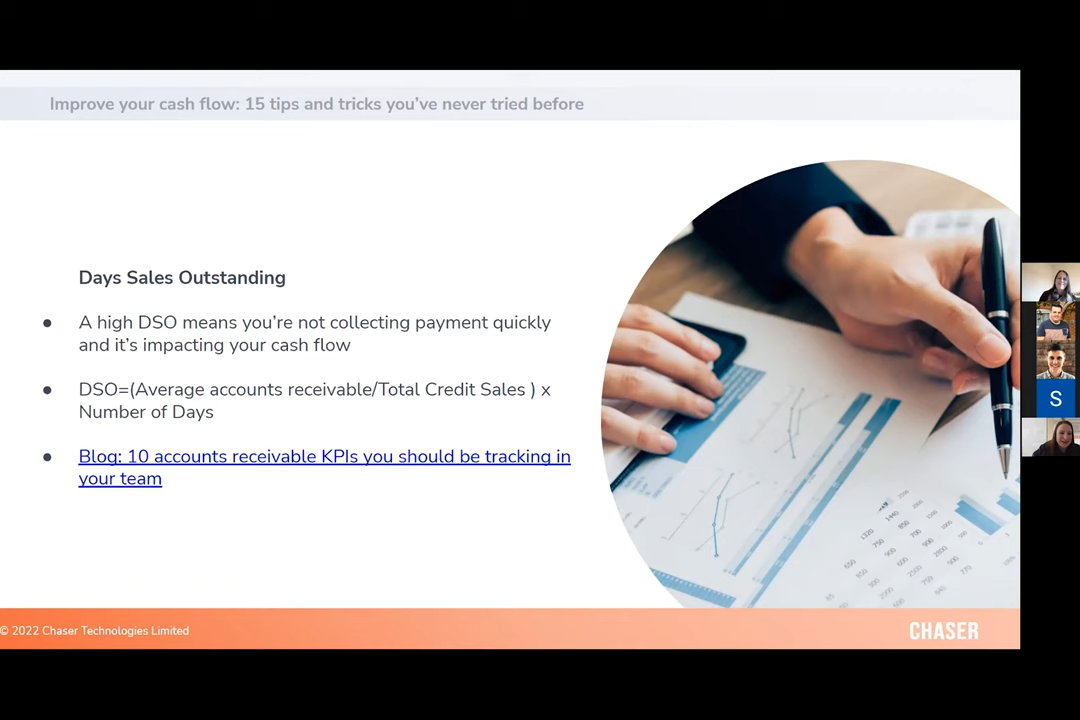 Improve your cash flow: 15 tips and tricks you’ve never tried before
Days Sales Outstanding
● A high DSO means you’re not collecting payment quickly
and it’s impacting your cash flow
● DSO=(Average accounts receivable/Total Credit Sales ) x
Number of Days
● Blog: 10 accounts receivable KPIs you should be tracking in
your team
S
© 2022 Chaser Technologies Limited
CHASER